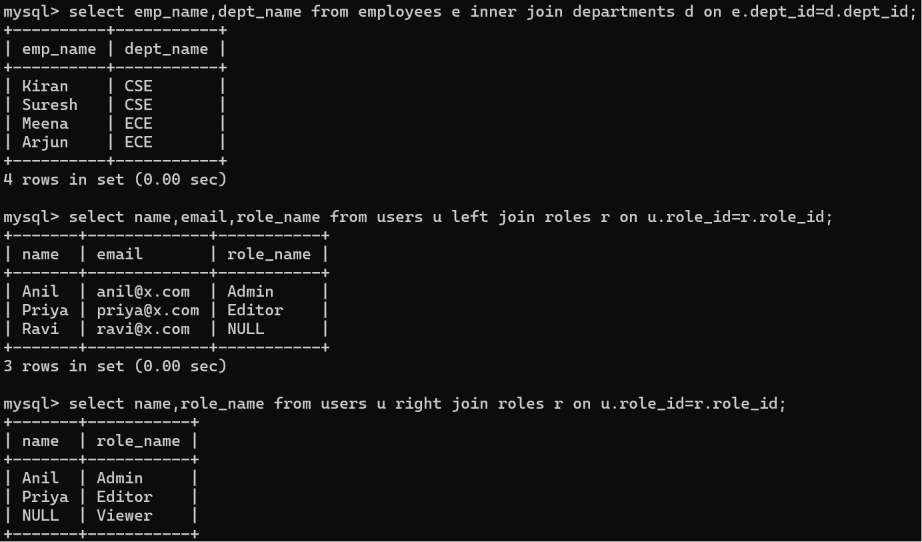 mysql> select emp_name,dept_name from employees e inner join departments d on e.dept_id=d.dept_id;
+----------+-----------+
| emp_name | dept_name |
+----------+-----------+
| Kiran    | CSE       |
| Suresh   | CSE       |
| Meena    | ECE       |
| Arjun    | ECE       |
+----------+-----------+
4 rows in set (0.00 sec)

mysql> select name,email,role_name from users u left join roles r on u.role_id=r.role_id;
+-------+-------------+-----------+
| name  | email       | role_name |
+-------+-------------+-----------+
| Anil  | anil@x.com  | Admin     |
| Priya | priya@x.com | Editor    |
| Ravi  | ravi@x.com  | NULL      |
+-------+-------------+-----------+
3 rows in set (0.00 sec)

mysql> select name,role_name from users u right join roles r on u.role_id=r.role_id;
+-------+-----------+
| name  | role_name |
+-------+-----------+
| Anil  | Admin     |
| Priya | Editor    |
| NULL  | Viewer    |
+-------+-----------+